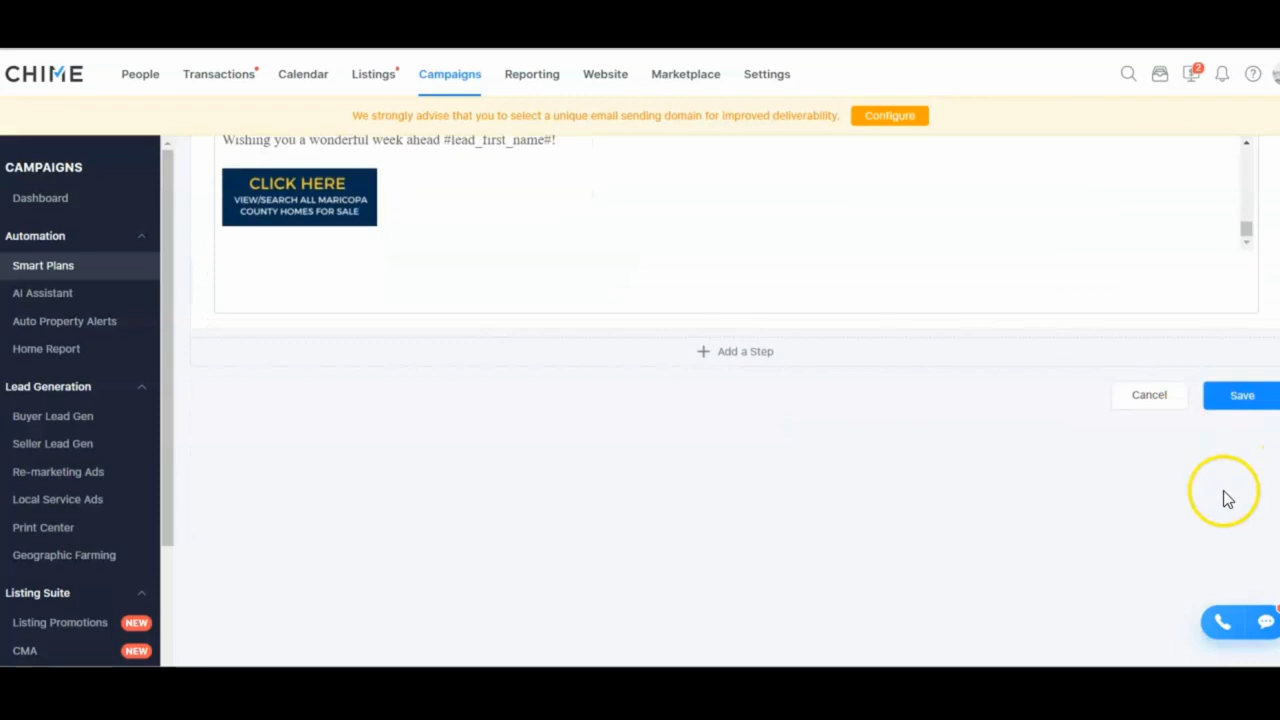 CHIME
People
Transactions
Calendar
Listings
Campaigns
Reporting
Website
Marketplace
Settings
2
We strongly advise that you to select a unique email sending domain for improved deliverability.
Configure
CAMPAIGNS
Dashboard
Automation
Smart Plans
AI Assistant
Auto Property Alerts
Home Report
Lead Generation
Buyer Lead Gen
Seller Lead Gen
Re-marketing Ads
Local Service Ads
Print Center
Geographic Farming
Listing Suite
Listing Promotions NEW
CMA NEW
Wishing you a wonderful week ahead #lead_first_name#!
CLICK HERE
VIEW/SEARCH ALL MARICOPA
COUNTY HOMES FOR SALE
+ Add a Step
Cancel
Save